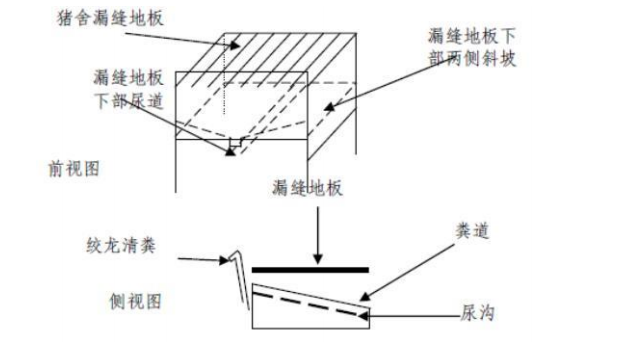 猪舍漏缝地板
漏缝地板下
部两侧斜坡
漏缝地板
下部尿道
前视图
漏缝地板
绞龙清粪
粪道
侧视图
尿沟